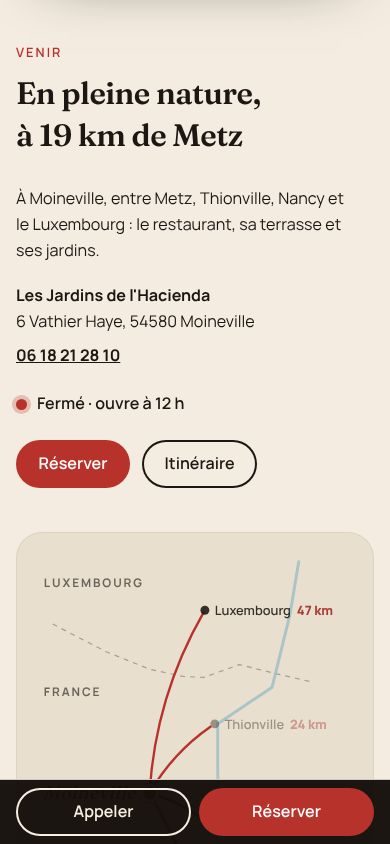 VENIR
En pleine nature,
à 19 km de Metz
À Moineville, entre Metz, Thionville, Nancy et
le Luxembourg : le restaurant, sa terrasse et
ses jardins.
Les Jardins de l'Hacienda
6 Vathier Haye, 54580 Moineville
06 18 21 28 10
Fermé · ouvre à 12 h
Réserver
Itinéraire
LUXEMBOURG
Luxembourg 47 km
FRANCE
Thionville 24 km
Appeler
Réserver